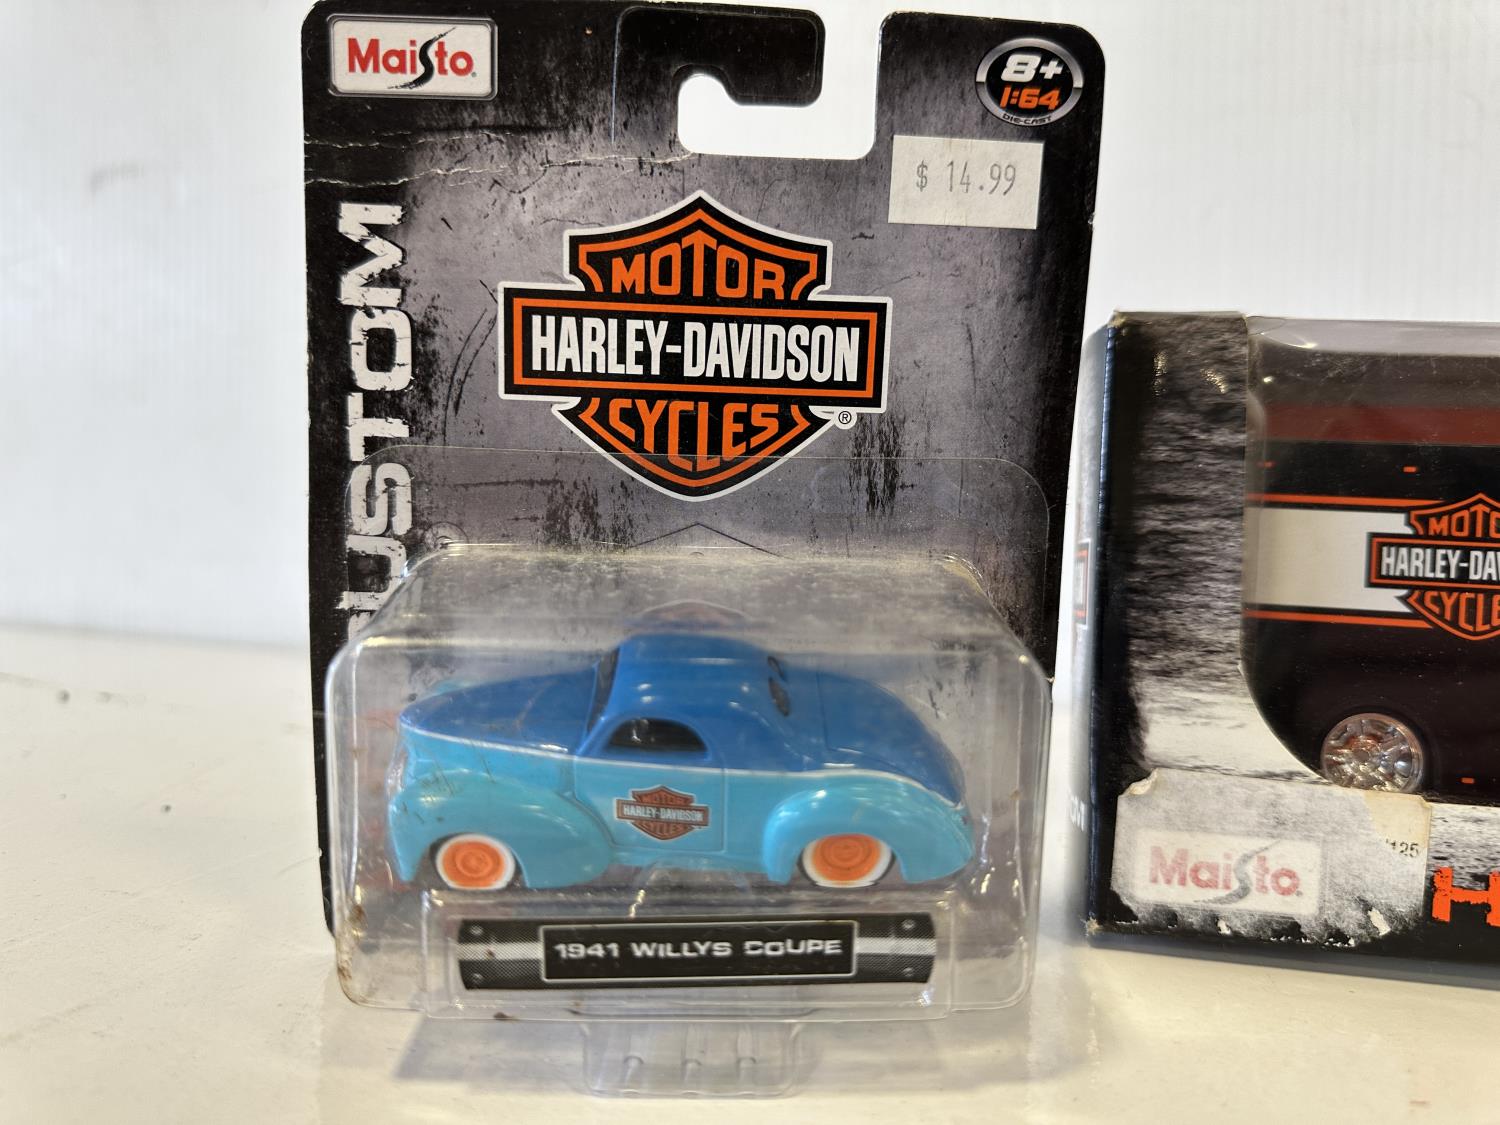 Maisto
8+
1:64
DIE-CAST
$ 14.99
CUSTOM
MOTOR
HARLEY-DAVIDSON
CYCLES
®
MOTOR
HARLEY-DAVIDSON
CYCLES
1941 WILLYS COUPE
MOTO
HARLEY-DAV
CYCLE
Maisto
125
H